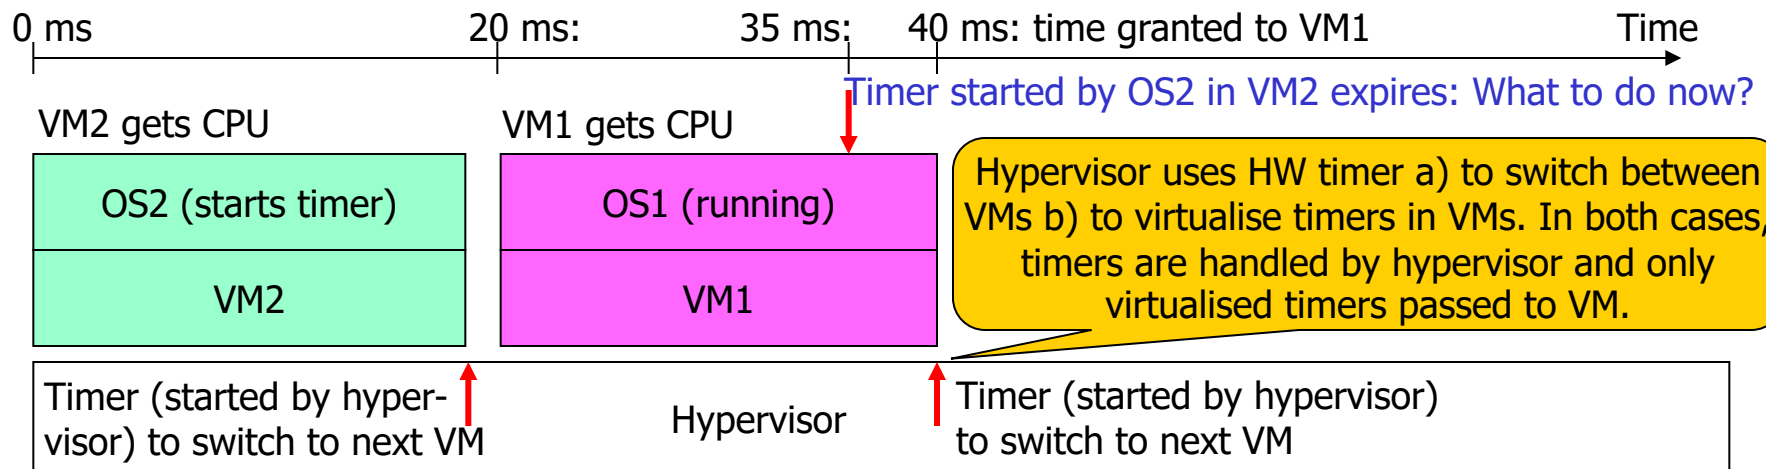 0 ms 20 ms: 35 ms: 40 ms: time granted to VM1 Time
Timer started by OS2 in VM2 expires: What to do now?
VM2 gets CPU
VM1 gets CPU
OS2 (starts timer)
VM2
OS1 (running)
VM1
Hypervisor uses HW timer a) to switch between
VMs b) to virtualise timers in VMs. In both cases,
timers are handled by hypervisor and only
virtualised timers passed to VM.
Timer (started by hyper-
visor) to switch to next VM
Hypervisor
Timer (started by hypervisor)
to switch to next VM